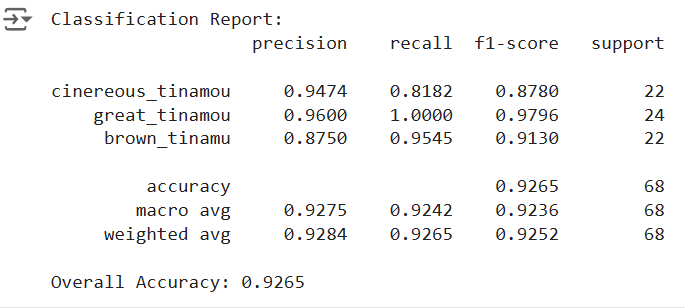 Classification Report:
precision recall f1-score support
cinereous_tinamou 0.9474 0.8182 0.8780 22
great_tinamou 0.9600 1.0000 0.9796 24
brown_tinamu 0.8750 0.9545 0.9130 22
accuracy 0.9265 68
macro avg 0.9275 0.9242 0.9236 68
weighted avg 0.9284 0.9265 0.9252 68
Overall Accuracy: 0.9265